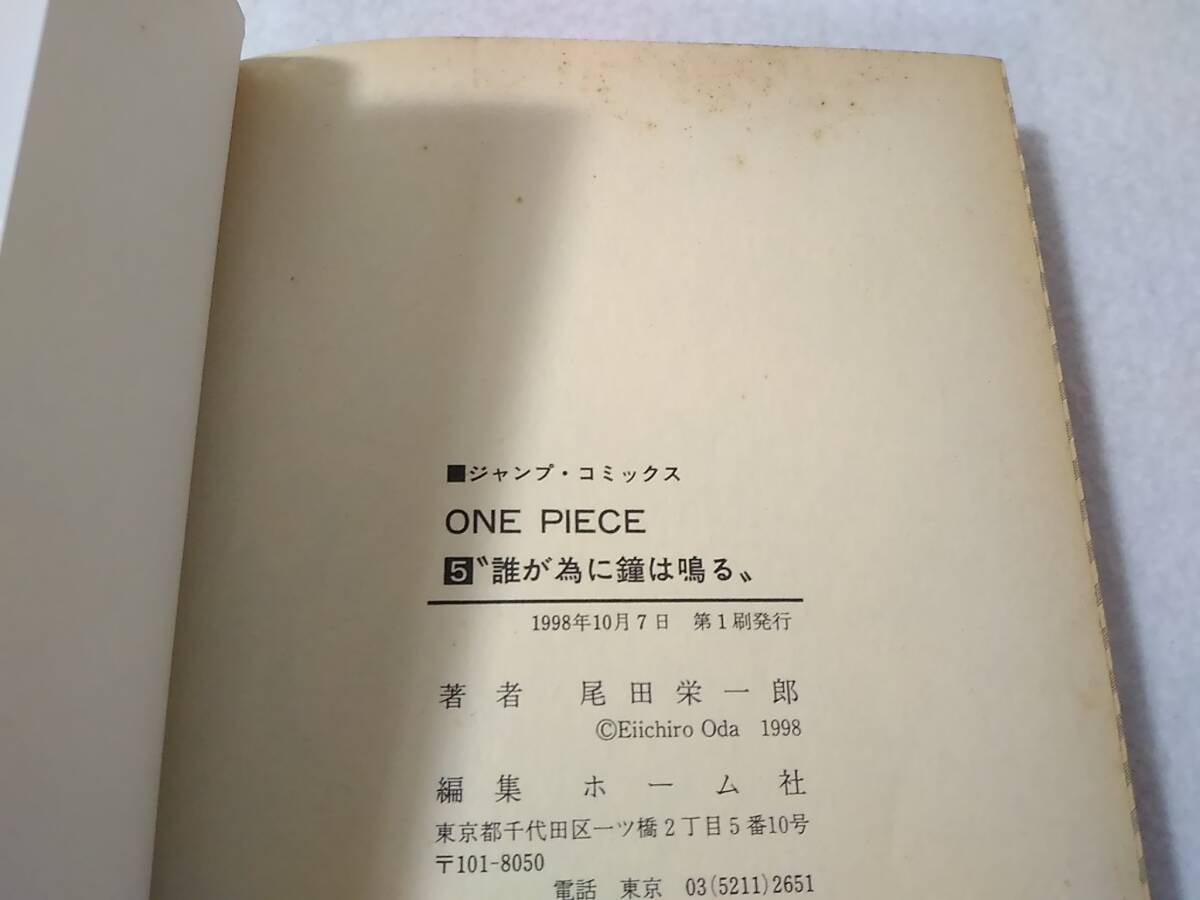 ■ジャンプ・コミックス
ONE PIECE
5〝誰が為に鐘は鳴る〟
1998年10月7日　第1刷発行
著者　尾田栄一郎
©Eiichiro Oda 1998
編集　ホーム社
東京都千代田区一ツ橋2丁目5番10号
〒101-8050
電話　東京　03(5211)2651